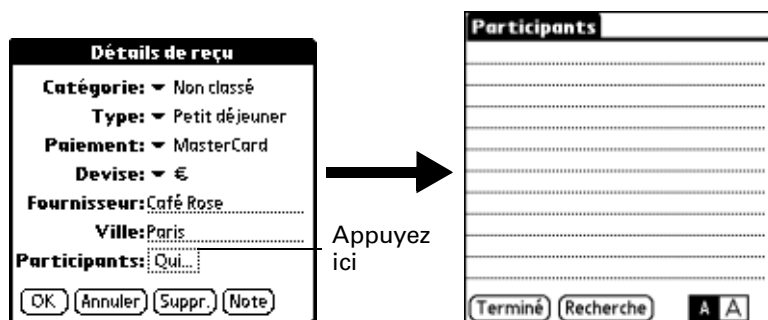 Détails de reçu
Catégorie: Non classé
Type: Petit déjeuner
Paiement: MasterCard
Devise: €
Fournisseur: Café Rose
Ville: Paris
Participants: Qui...
OK Annuler Suppr. Note
Appuyez
ici
Participants
Terminé Recherche A A